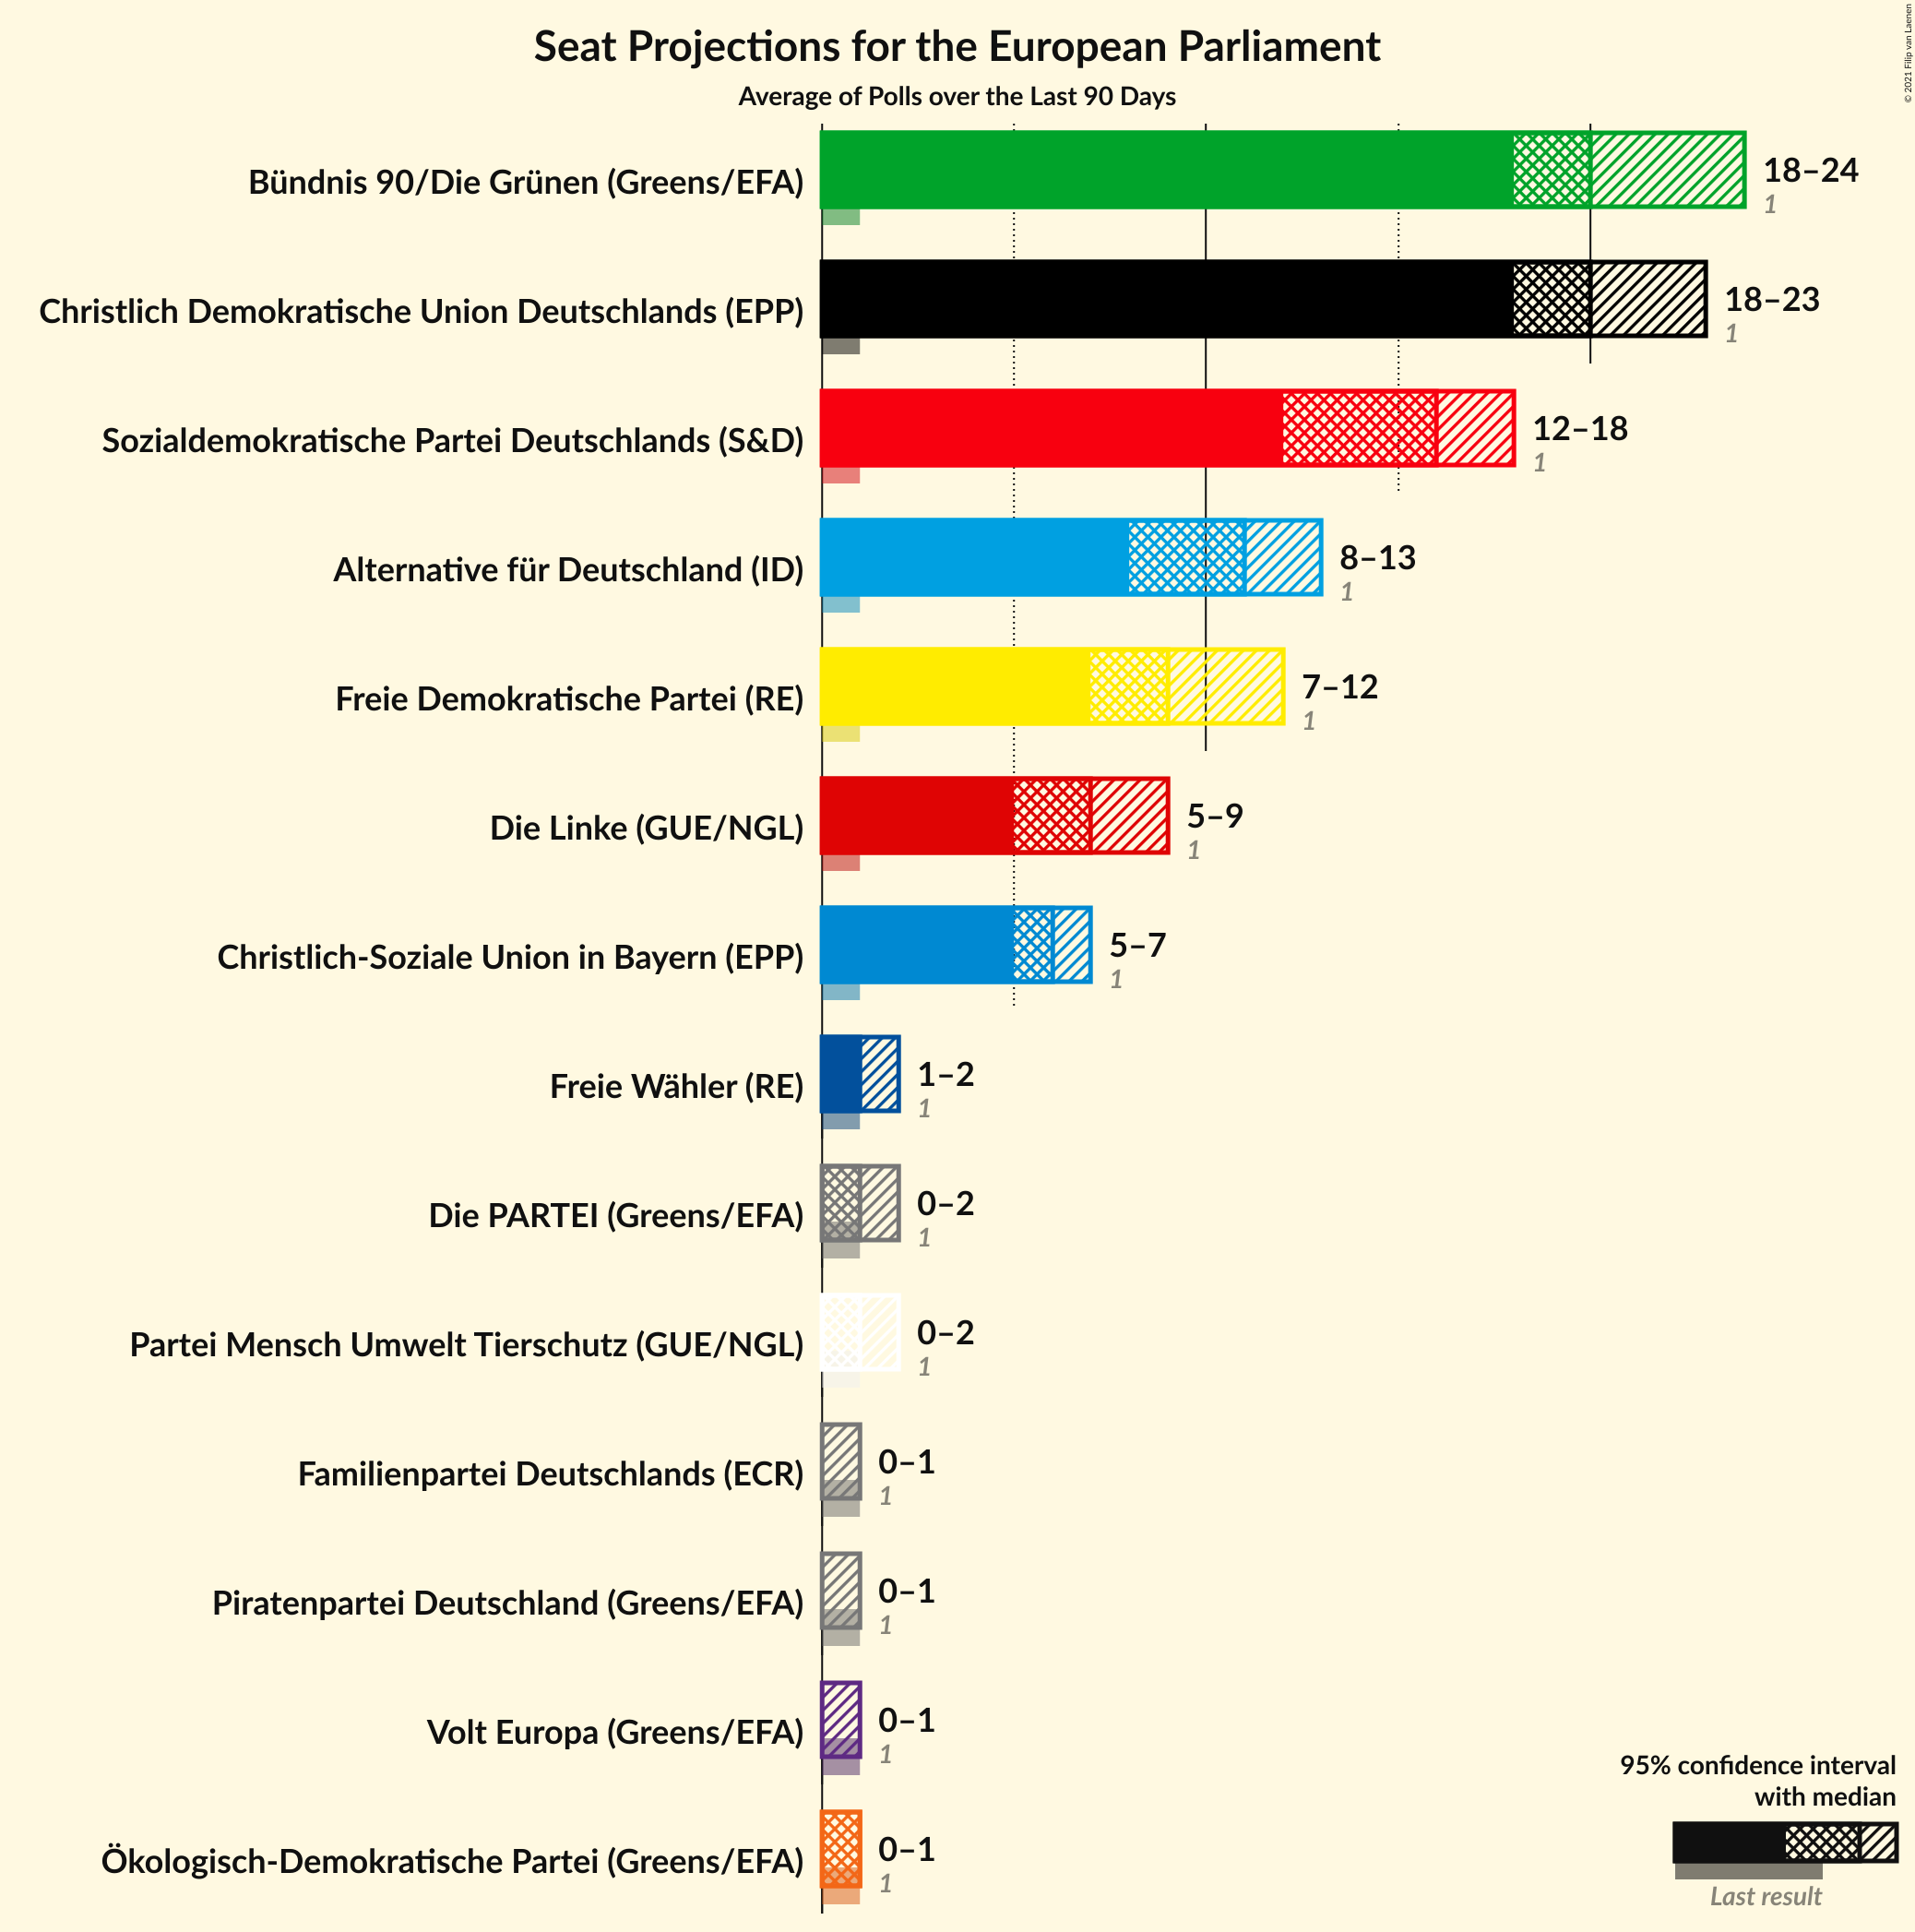 Seat Projections for the European Parliament
Average of Polls over the Last 90 Days
© 2021 Filip van Laenen
Bündnis 90/Die Grünen (Greens/EFA)
18–24
1
Christlich Demokratische Union Deutschlands (EPP)
18–23
1
Sozialdemokratische Partei Deutschlands (S&D)
12–18
1
Alternative für Deutschland (ID)
8–13
1
Freie Demokratische Partei (RE)
7–12
1
Die Linke (GUE/NGL)
5–9
1
Christlich-Soziale Union in Bayern (EPP)
5–7
1
Freie Wähler (RE)
1–2
1
Die PARTEI (Greens/EFA)
0–2
1
Partei Mensch Umwelt Tierschutz (GUE/NGL)
0–2
1
Familienpartei Deutschlands (ECR)
0–1
1
Piratenpartei Deutschland (Greens/EFA)
0–1
1
Volt Europa (Greens/EFA)
0–1
1
Ökologisch-Demokratische Partei (Greens/EFA)
0–1
1
95% confidence interval
with median
Last result